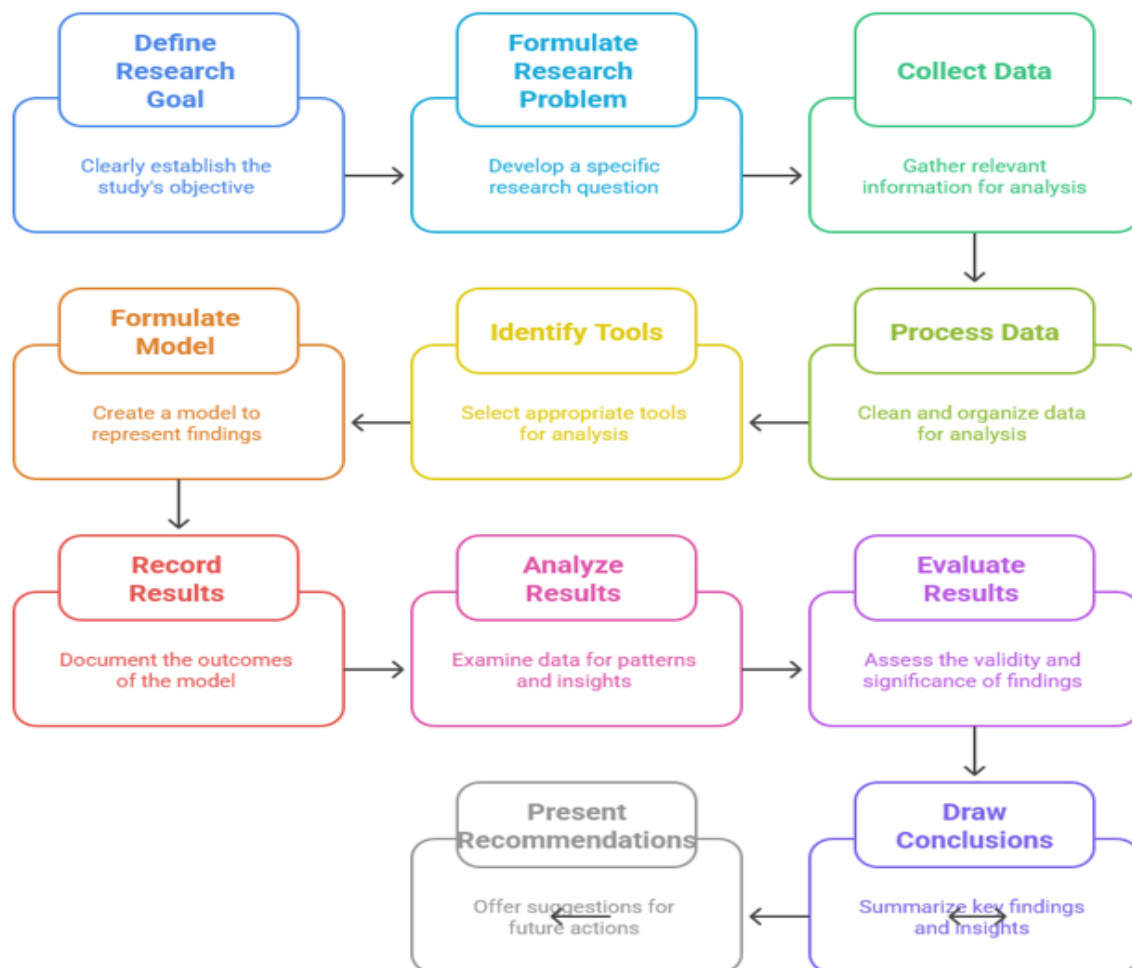 Define
Research
Goal
Clearly establish the
study's objective
Formulate
Research
Problem
Develop a specific
research question
Collect Data
Gather relevant
information for analysis
Process Data
Clean and organize data
for analysis
Identify Tools
Select appropriate tools
for analysis
Formulate
Model
Create a model to
represent findings
Record
Results
Document the outcomes
of the model
Analyze
Results
Examine data for patterns
and insights
Evaluate
Results
Assess the validity and
significance of findings
Draw
Conclusions
Summarize key findings
and insights
Present
Recommendations
Offer suggestions for
future actions